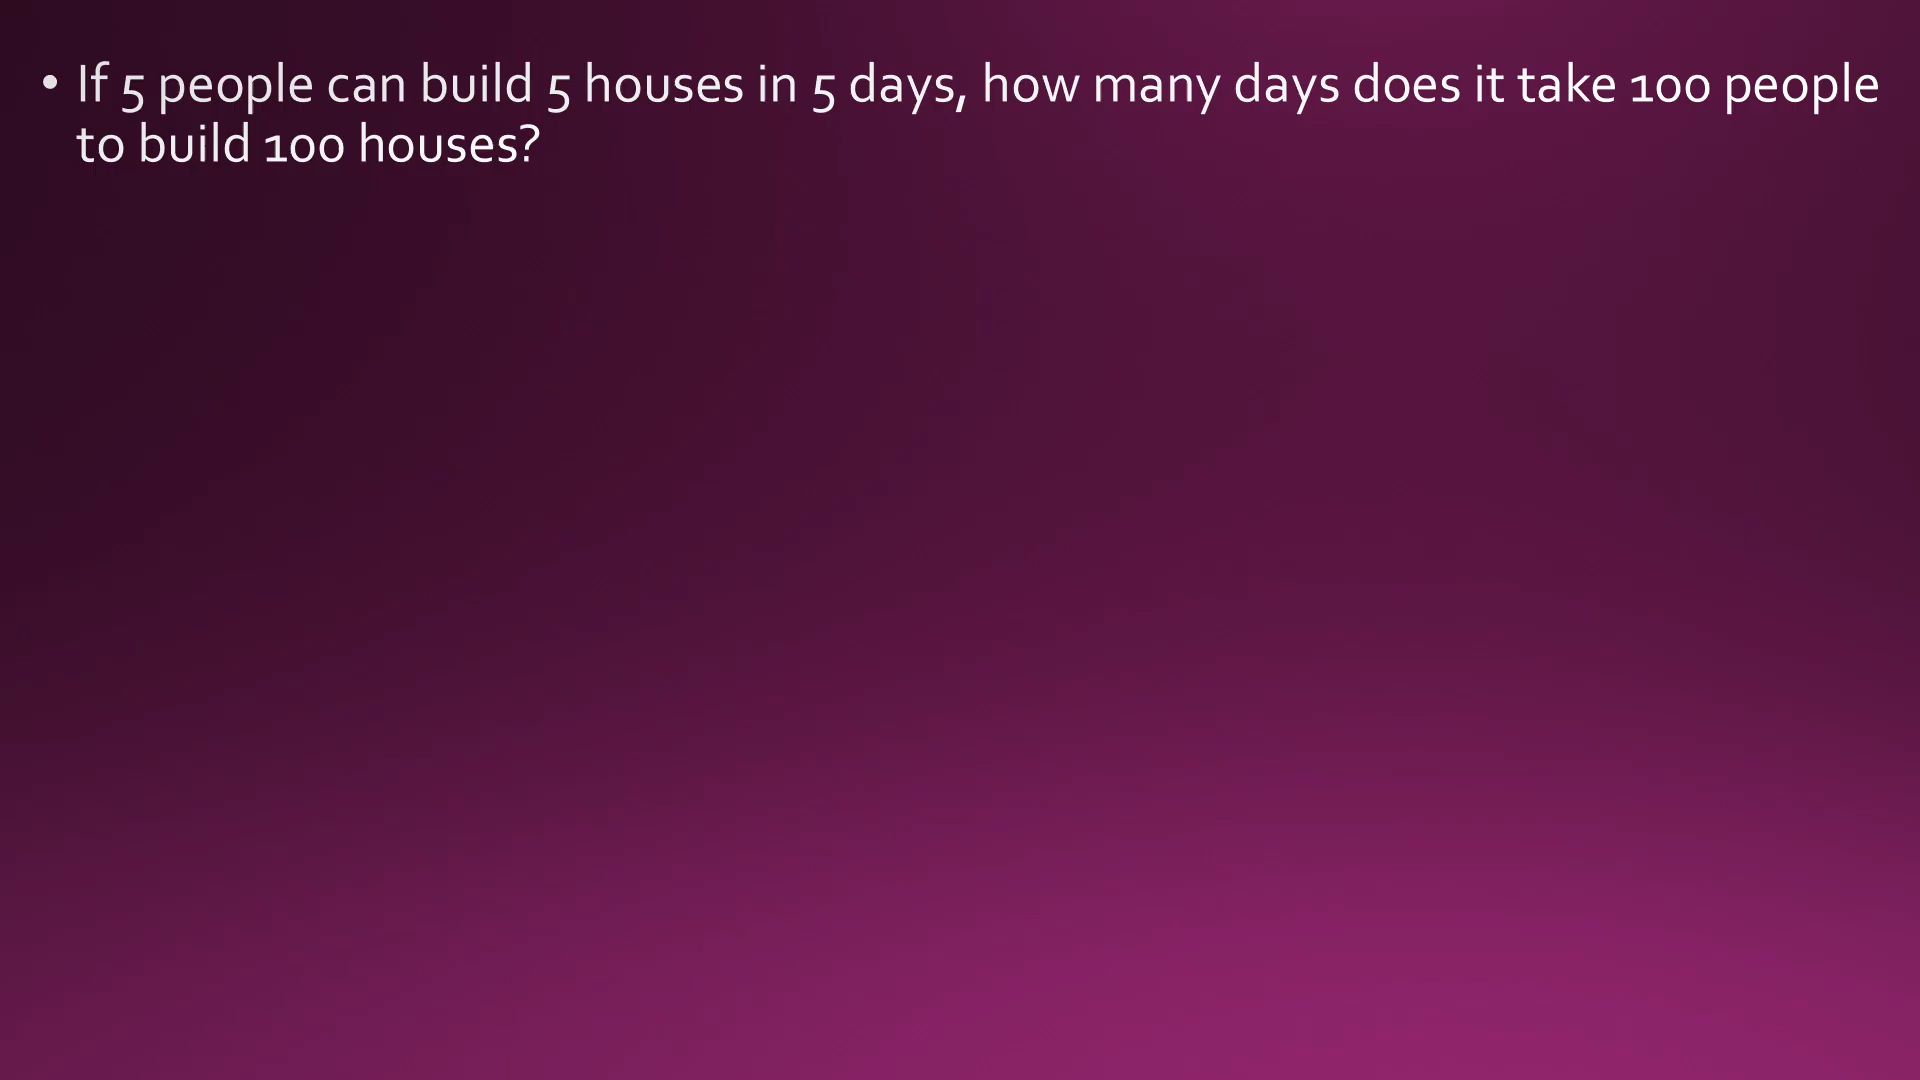 • If 5 people can build 5 houses in 5 days, how many days does it take 100 people
to build 100 houses?